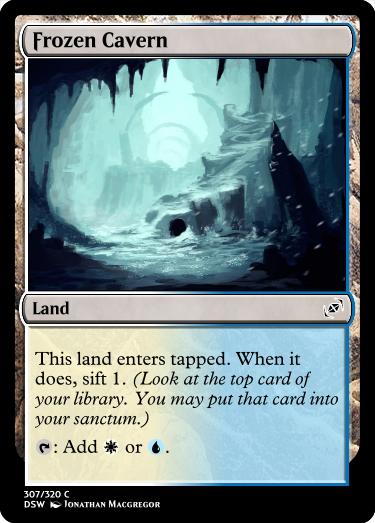 Frozen Cavern
Land
This land enters tapped. When it
does, sift 1. (Look at the top card of
your library. You may put that card into
your sanctum.)
: Add or .
307/320 C
DSW Jonathan Macgregor